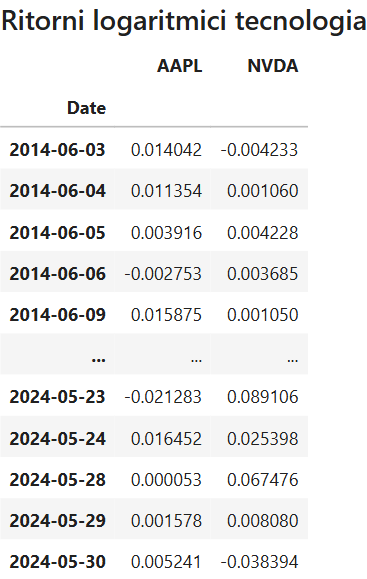 Ritorni logaritmici tecnologia
AAPL NVDA
Date
2014-06-03 0.014042 -0.004233
2014-06-04 0.011354 0.001060
2014-06-05 0.003916 0.004228
2014-06-06 -0.002753 0.003685
2014-06-09 0.015875 0.001050
... ... ...
2024-05-23 -0.021283 0.089106
2024-05-24 0.016452 0.025398
2024-05-28 0.000053 0.067476
2024-05-29 0.001578 0.008080
2024-05-30 0.005241 -0.038394